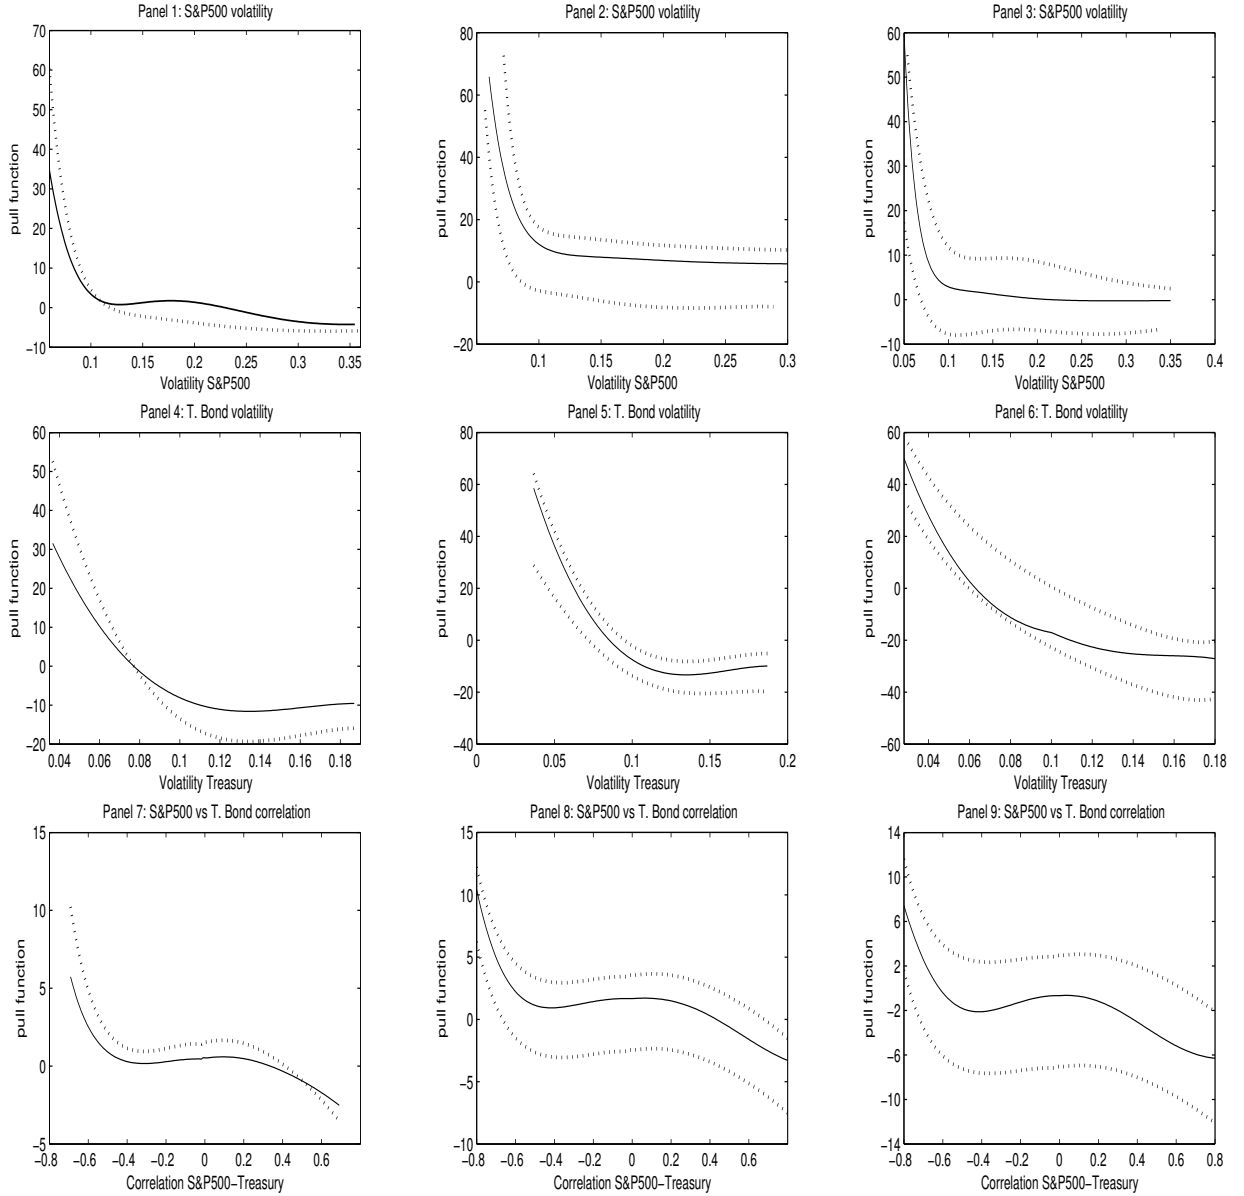 Panel 1: S&P500 volatility
70
60
50
40
30
20
10
0
−10
pull function
0.1 0.15 0.2 0.25 0.3 0.35
Volatility S&P500
Panel 2: S&P500 volatility
80
60
40
20
0
−20
pull function
0.1 0.15 0.2 0.25 0.3
Volatility S&P500
Panel 3: S&P500 volatility
60
50
40
30
20
10
0
−10
pull function
0.05 0.1 0.15 0.2 0.25 0.3 0.35 0.4
Volatility S&P500
Panel 4: T. Bond volatility
60
50
40
30
20
10
0
−10
−20
pull function
0.04 0.06 0.08 0.1 0.12 0.14 0.16 0.18
Volatility Treasury
Panel 5: T. Bond volatility
80
60
40
20
0
−20
−40
pull function
0 0.05 0.1 0.15 0.2
Volatility Treasury
Panel 6: T. Bond volatility
60
40
20
0
−20
−40
−60
pull function
0.04 0.06 0.08 0.1 0.12 0.14 0.16 0.18
Volatility Treasury
Panel 7: S&P500 vs T. Bond correlation
15
10
5
0
−5
pull function
−0.8 −0.6 −0.4 −0.2 0 0.2 0.4 0.6
Correlation S&P500−Treasury
Panel 8: S&P500 vs T. Bond correlation
15
10
5
0
−5
−10
pull function
−0.8 −0.6 −0.4 −0.2 0 0.2 0.4 0.6
Correlation S&P500−Treasury
Panel 9: S&P500 vs T. Bond correlation
14
10
6
2
−2
−6
−10
−14
pull function
−0.8 −0.6 −0.4 −0.2 0 0.2 0.4 0.6 0.8
Correlation S&P500−Treasury